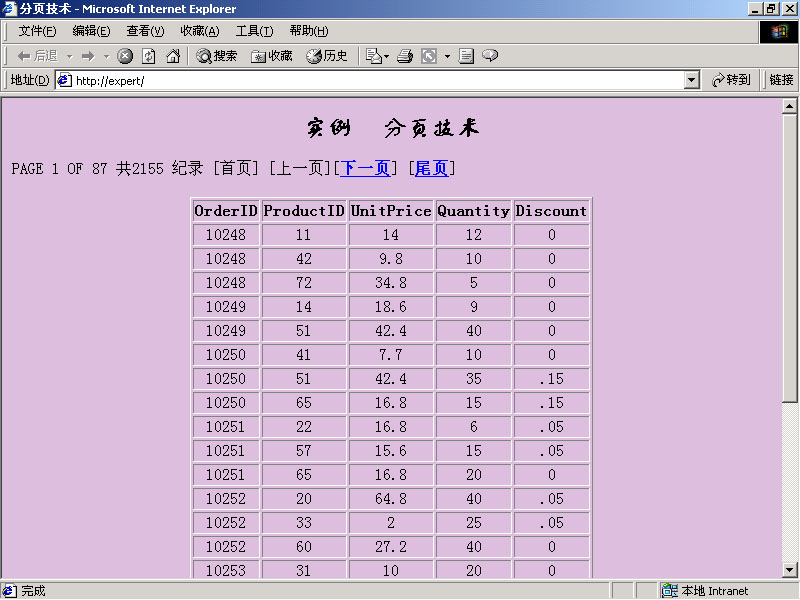 分页技术 - Microsoft Internet Explorer
文件(F) 编辑(E) 查看(V) 收藏(A) 工具(T) 帮助(H)
后退 搜索 收藏 历史
地址(D) http://expert/ 转到 链接
实例 分页技术
PAGE 1 OF 87 共2155 纪录 [首页] [上一页][下一页] [尾页]
OrderID ProductID UnitPrice Quantity Discount
10248 11 14 12 0
10248 42 9.8 10 0
10248 72 34.8 5 0
10249 14 18.6 9 0
10249 51 42.4 40 0
10250 41 7.7 10 0
10250 51 42.4 35 .15
10250 65 16.8 15 .15
10251 22 16.8 6 .05
10251 57 15.6 15 .05
10251 65 16.8 20 0
10252 20 64.8 40 .05
10252 33 2 25 .05
10252 60 27.2 40 0
10253 31 10 20 0
完成 本地 Intranet